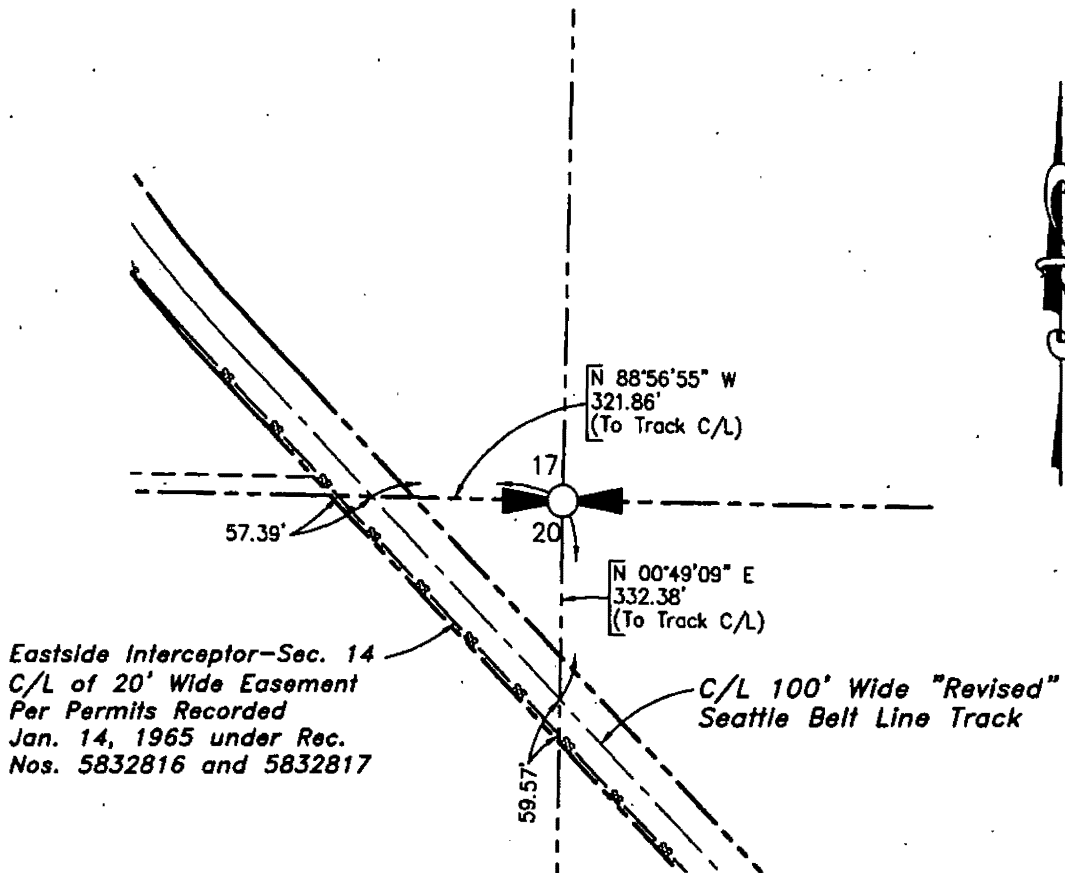 N 88°56'55" W
321.86'
(To Track C/L)
17
20
57.39'
N 00°49'09" E
332.38'
(To Track C/L)
Eastside Interceptor-Sec. 14
C/L of 20' Wide Easement
Per Permits Recorded
Jan. 14, 1965 under Rec.
Nos. 5832816 and 5832817
C/L 100' Wide "Revised"
Seattle Belt Line Track
59.57'